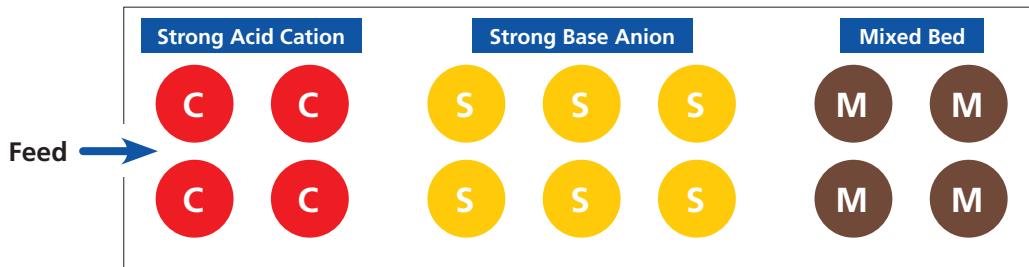 Strong Acid Cation Strong Base Anion Mixed Bed
C C S S S M M
Feed
C C S S S M M